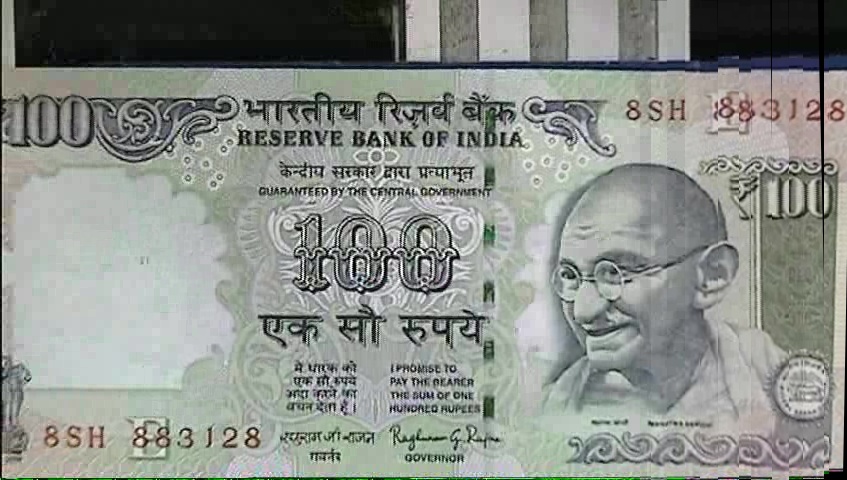 100
भारतीय रिज़र्व बैंक
RESERVE BANK OF INDIA
8SH 883128
केन्द्रीय सरकार द्वारा प्रत्याभूत
GUARANTEED BY THE CENTRAL GOVERNMENT
₹ 100
100
एक सौ रुपये
मैं धारक को
एक सौ रुपये
अदा करने का
वचन देता हूँ ।
I PROMISE TO
PAY THE BEARER
THE SUM OF ONE
HUNDRED RUPEES
8SH 883128
E
गवर्नर
Raghuram G. Rajan
GOVERNOR